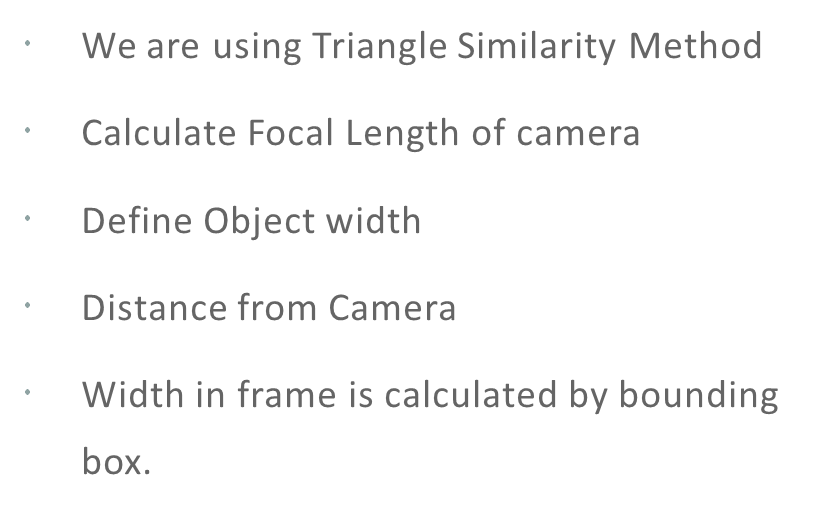 We are using Triangle Similarity Method
Calculate Focal Length of camera
Define Object width
Distance from Camera
Width in frame is calculated by bounding
box.